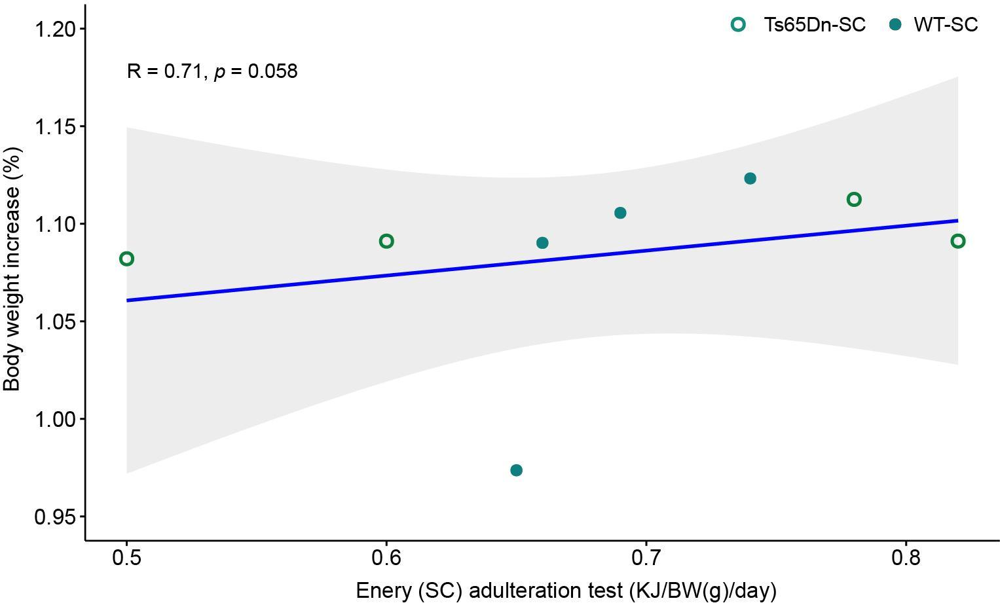 Ts65Dn-SC WT-SC
R = 0.71, p = 0.058
1.20
1.15
1.10
1.05
1.00
0.95
Body weight increase (%)
0.5 0.6 0.7 0.8
Enery (SC) adulteration test (KJ/BW(g)/day)